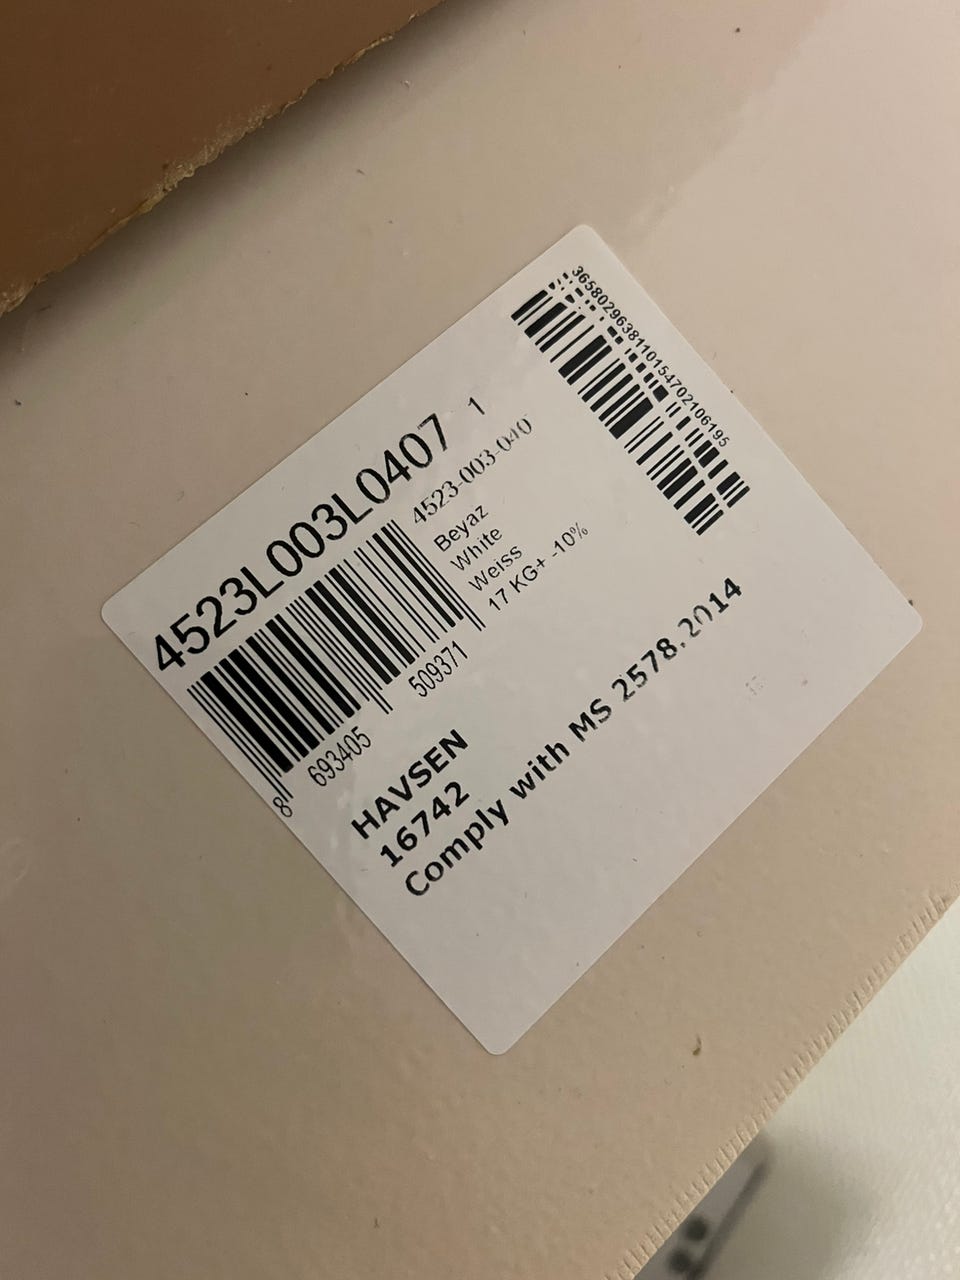 4523L003L0407 1
4523-003-040
Beyaz
White
Weiss
17 KG+ -10%
8 693405 509371
HAVSEN
16742
Comply with MS 2578.2014
3658029638110154702106195